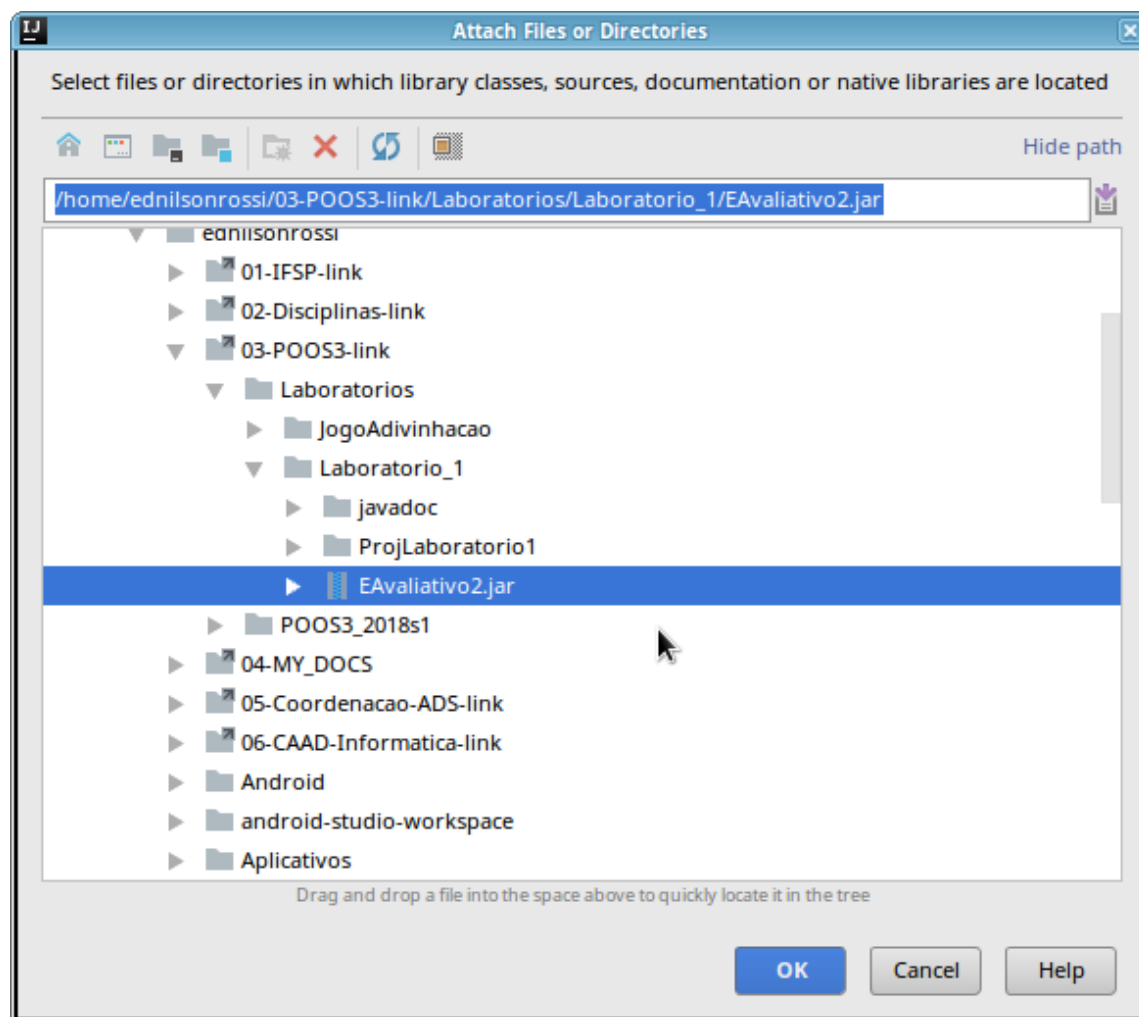 IJ
Attach Files or Directories
Select files or directories in which library classes, sources, documentation or native libraries are located
Hide path
/home/ednilsonrossi/03-POOS3-link/Laboratorios/Laboratorio_1/EAvaliativo2.jar
ednilsonrossi
01-IFSP-link
02-Disciplinas-link
03-POOS3-link
Laboratorios
JogoAdivinhacao
Laboratorio_1
javadoc
ProjLaboratorio1
EAvaliativo2.jar
POOS3_2018s1
04-MY_DOCS
05-Coordenacao-ADS-link
06-CAAD-Informatica-link
Android
android-studio-workspace
Aplicativos
Drag and drop a file into the space above to quickly locate it in the tree
OK Cancel Help